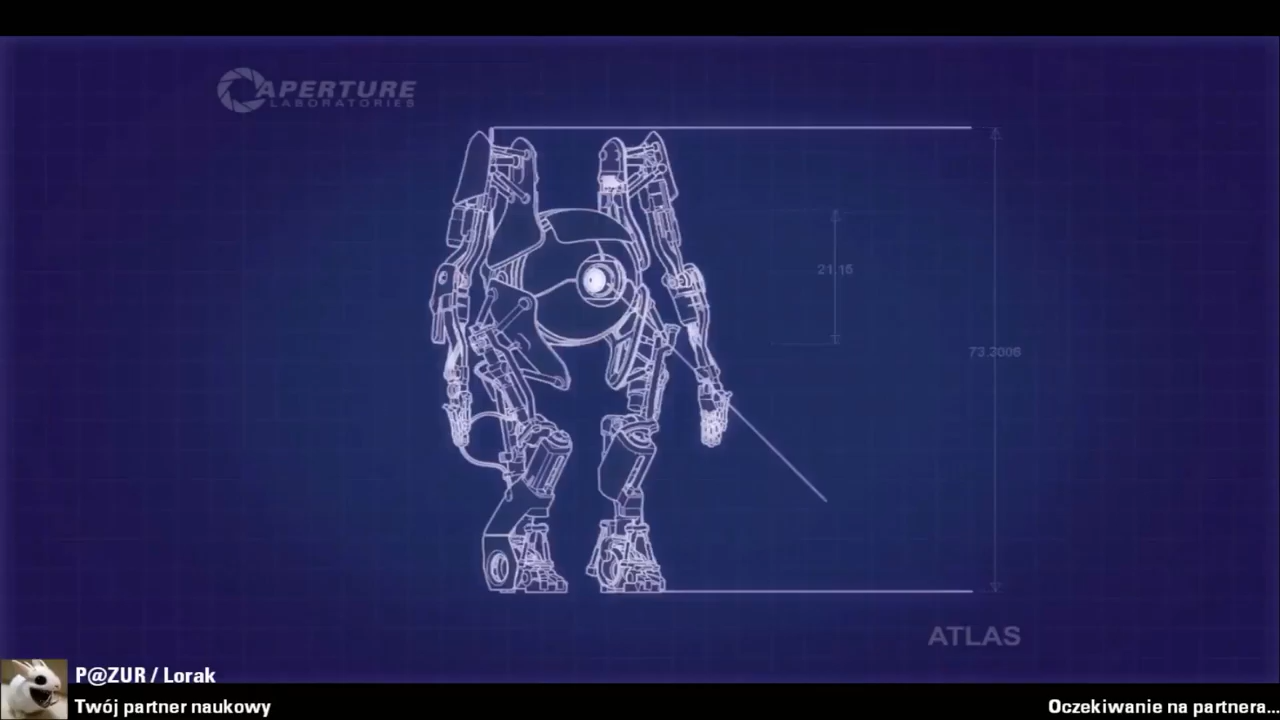 APERTURE
LABORATORIES
21.15
73.3006
ATLAS
P@ZUR / Lorak
Twój partner naukowy
Oczekiwanie na partnera...